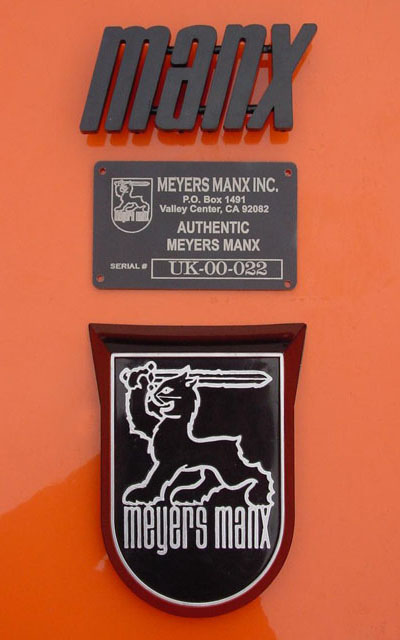 manx
MEYERS MANX INC.
P.O. Box 1491
Valley Center, CA 92082
AUTHENTIC
MEYERS MANX
SERIAL # UK-00-022
meyers manx
meyers manx